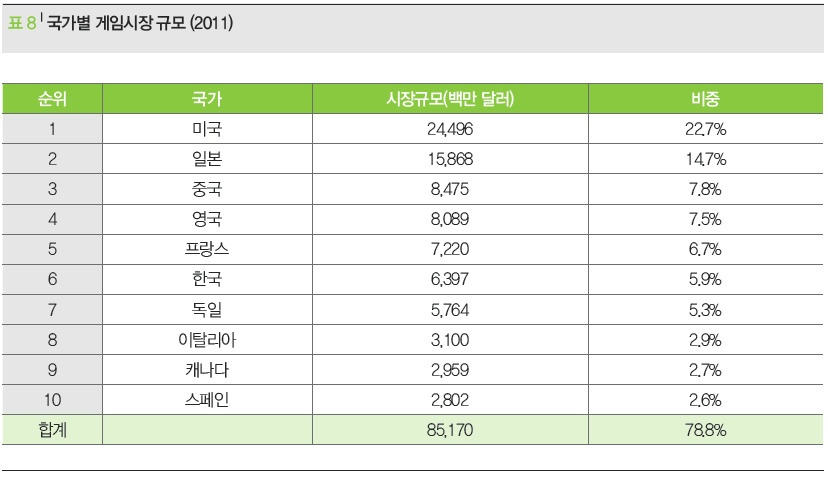 표 8 | 국가별 게임시장 규모 (2011)
순위 국가 시장규모(백만 달러) 비중
1 미국 24,496 22.7%
2 일본 15,868 14.7%
3 중국 8,475 7.8%
4 영국 8,089 7.5%
5 프랑스 7,220 6.7%
6 한국 6,397 5.9%
7 독일 5,764 5.3%
8 이탈리아 3,100 2.9%
9 캐나다 2,959 2.7%
10 스페인 2,802 2.6%
합계 85,170 78.8%